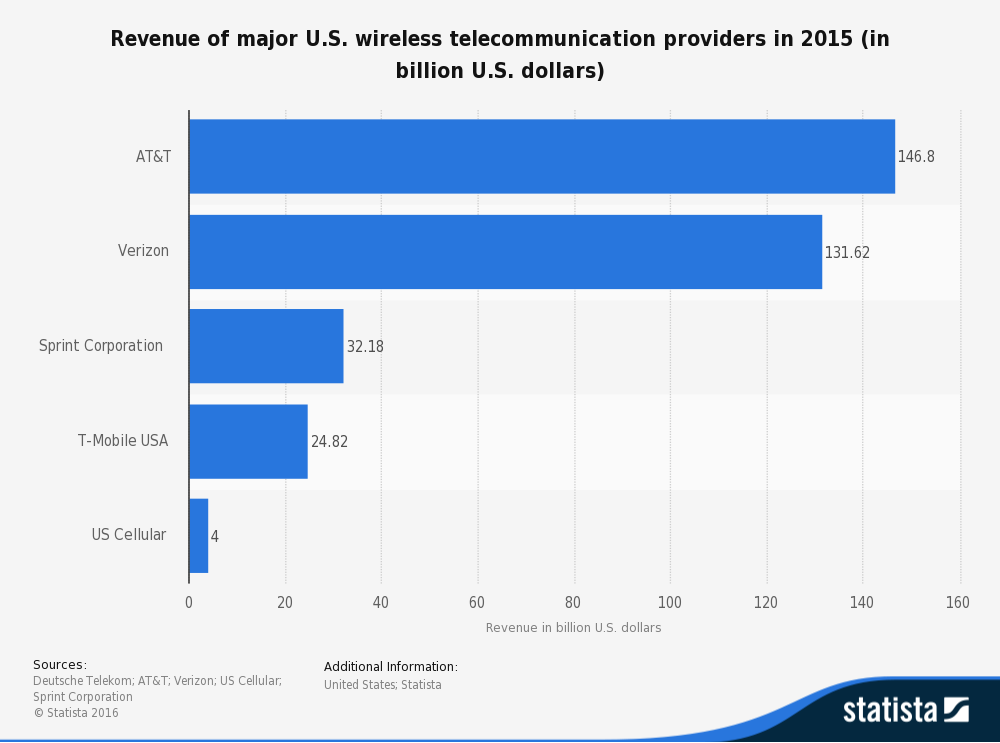 Revenue of major U.S. wireless telecommunication providers in 2015 (in
billion U.S. dollars)
AT&T
146.8
Verizon
131.62
Sprint Corporation
32.18
T-Mobile USA
24.82
US Cellular
4
0 20 40 60 80 100 120 140 160
Revenue in billion U.S. dollars
Sources:
Deutsche Telekom; AT&T; Verizon; US Cellular;
Sprint Corporation
© Statista 2016
Additional Information:
United States; Statista
statista